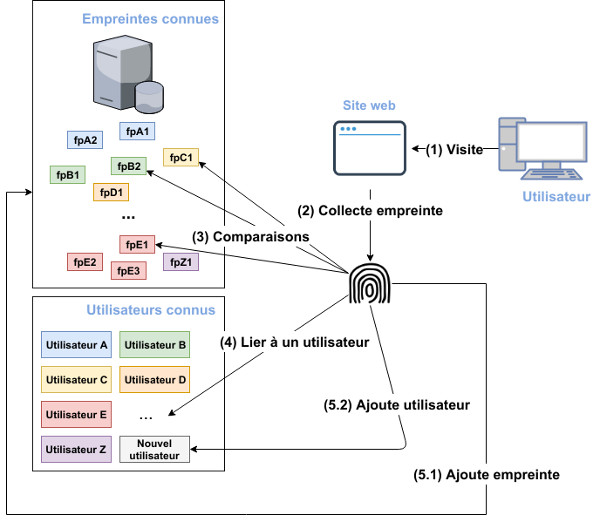 Empreintes connues
Site web
fpA2
fpA1
fpC1
fpB1
fpB2
fpD1
...
fpE1
fpE2
fpE3
fpZ1
(1) Visite
Utilisateur
(2) Collecte empreinte
(3) Comparaisons
Utilisateurs connus
Utilisateur A
Utilisateur B
Utilisateur C
Utilisateur D
Utilisateur E
...
Utilisateur Z
Nouvel
utilisateur
(4) Lier à un utilisateur
(5.2) Ajoute utilisateur
(5.1) Ajoute empreinte